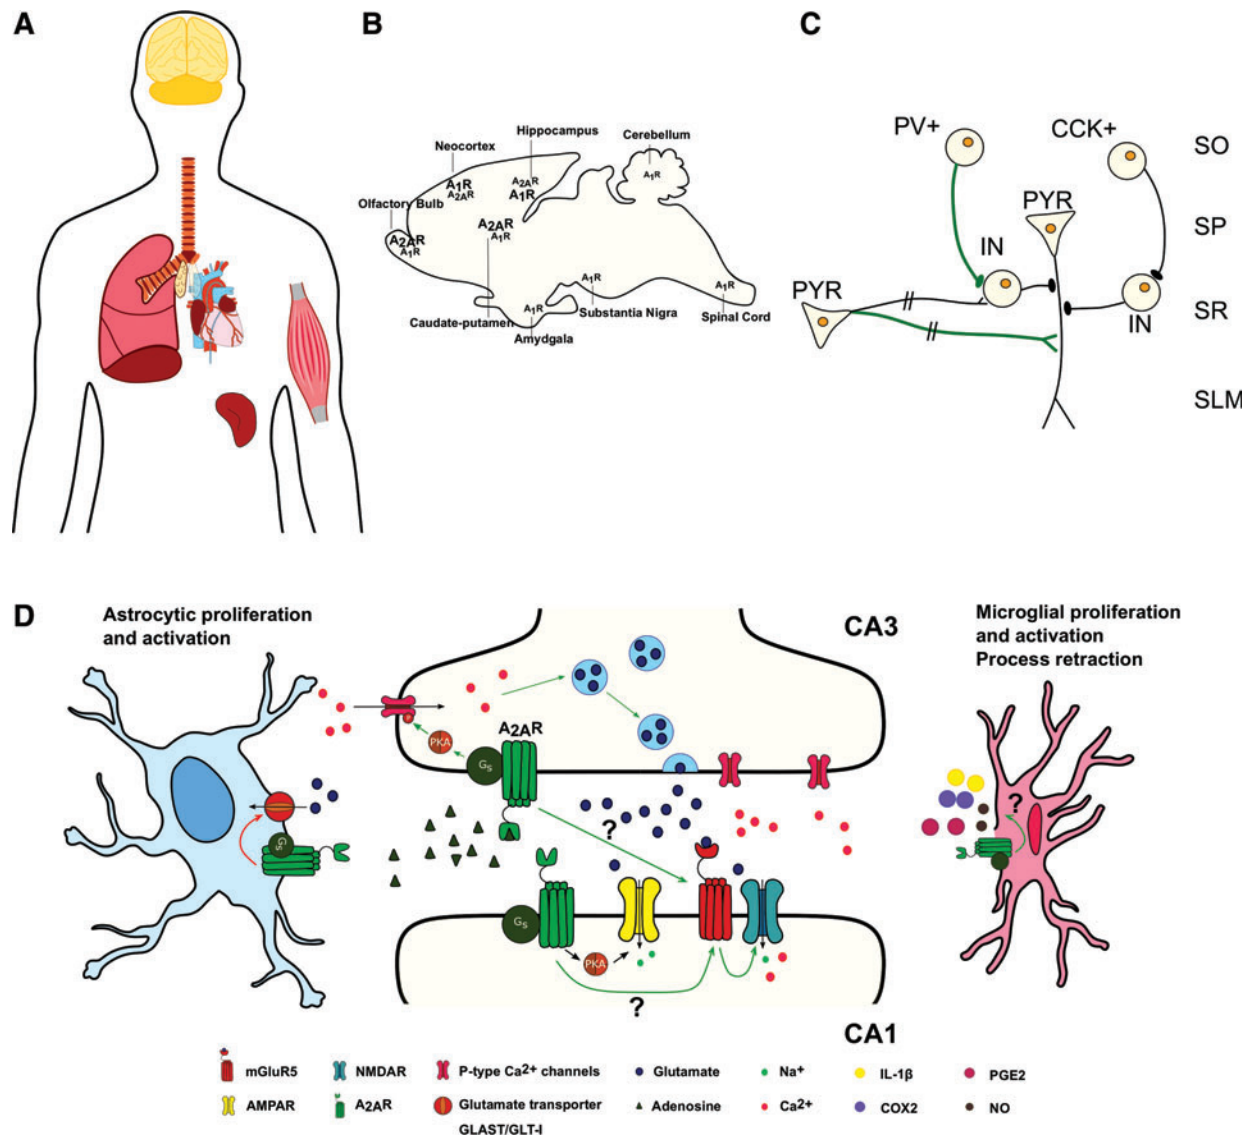 A
B
C
Hippocampus
Cerebellum
Neocortex
A1R
A2AR
A2AR
A1R
A1R
Olfactory Bulb
A2AR
A1R
A2AR
A1R
A1R
A1R
A1R
Caudate-putamen
Substantia Nigra
Spinal Cord
Amydgala
PV+
CCK+
SO
PYR
SP
IN
PYR
SR
IN
SLM
D
Astrocytic proliferation
and activation
CA3
Microglial proliferation
and activation
Process retraction
A2AR
P
PKA
Gs
?
?
Gs
Gs
PKA
?
CA1
mGluR5
NMDAR
P-type Ca2+ channels
Glutamate
Na+
IL-1β
PGE2
AMPAR
A2AR
Glutamate transporter
GLAST/GLT-I
Adenosine
Ca2+
COX2
NO